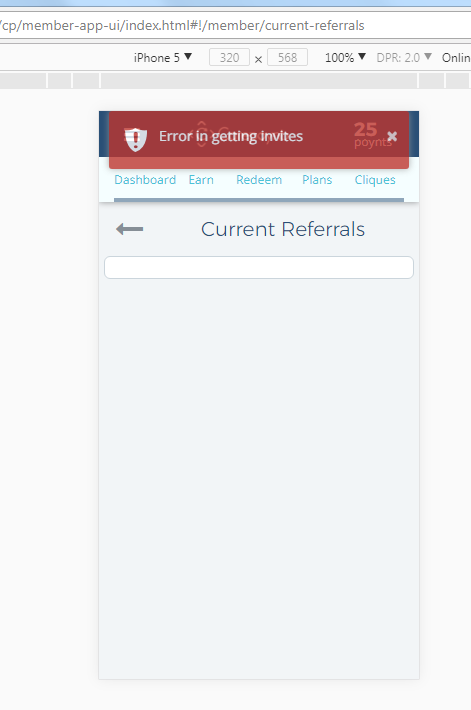 /cp/member-app-ui/index.html#!/member/current-referrals
iPhone 5 ▼ 320 × 568 100% ▼ DPR: 2.0 ▼ Onlin
Error in getting invites
25
poynts
Dashboard Earn Redeem Plans Cliques
Current Referrals